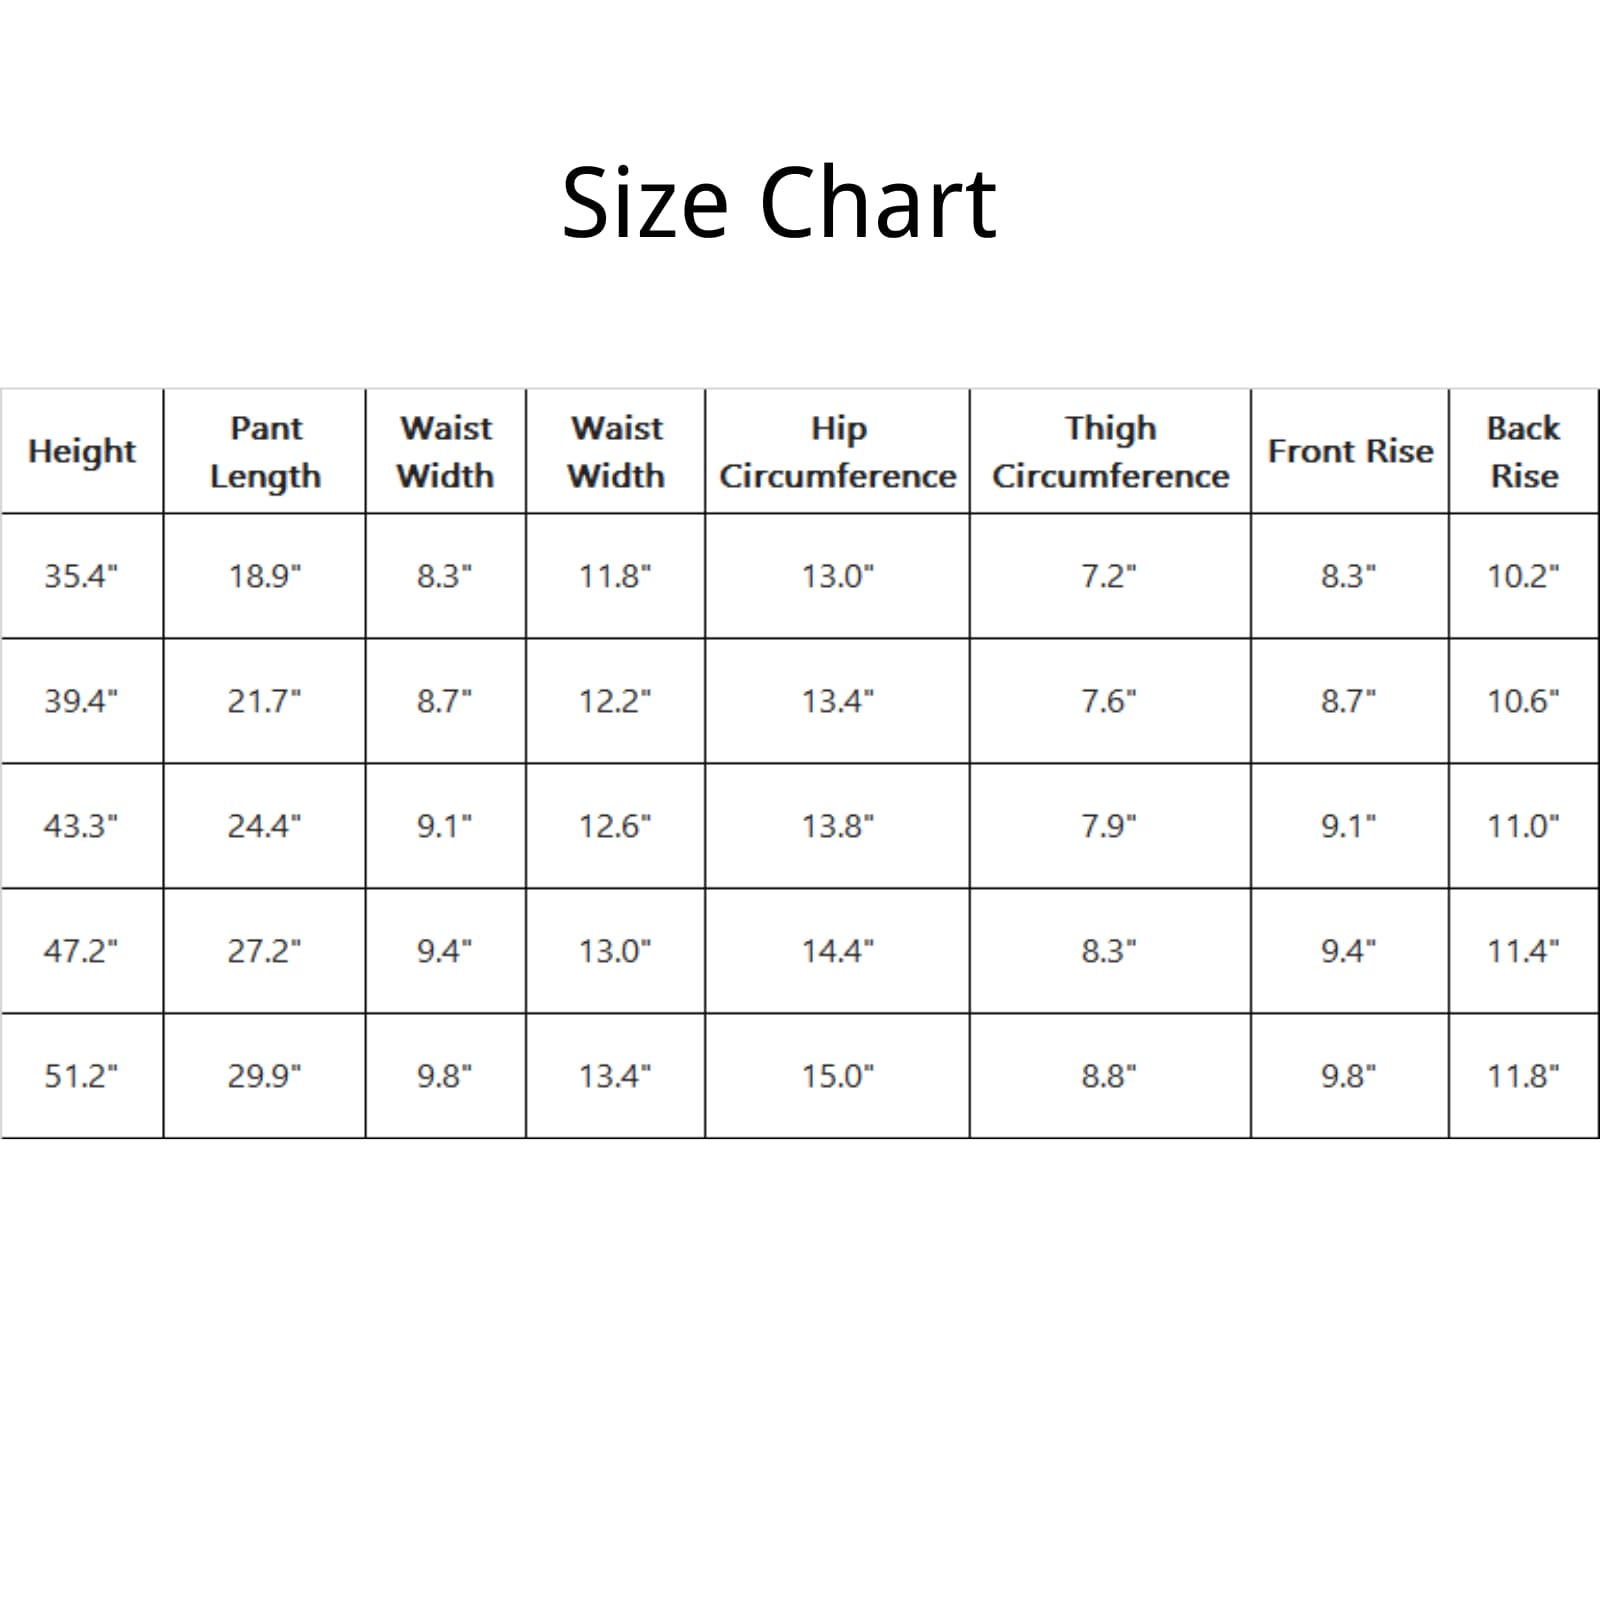 Size Chart
Height Pant Length Waist Width Waist Width Hip Circumference Thigh Circumference Front Rise Back Rise
35.4" 18.9" 8.3" 11.8" 13.0" 7.2" 8.3" 10.2"
39.4" 21.7" 8.7" 12.2" 13.4" 7.6" 8.7" 10.6"
43.3" 24.4" 9.1" 12.6" 13.8" 7.9" 9.1" 11.0"
47.2" 27.2" 9.4" 13.0" 14.4" 8.3" 9.4" 11.4"
51.2" 29.9" 9.8" 13.4" 15.0" 8.8" 9.8" 11.8"